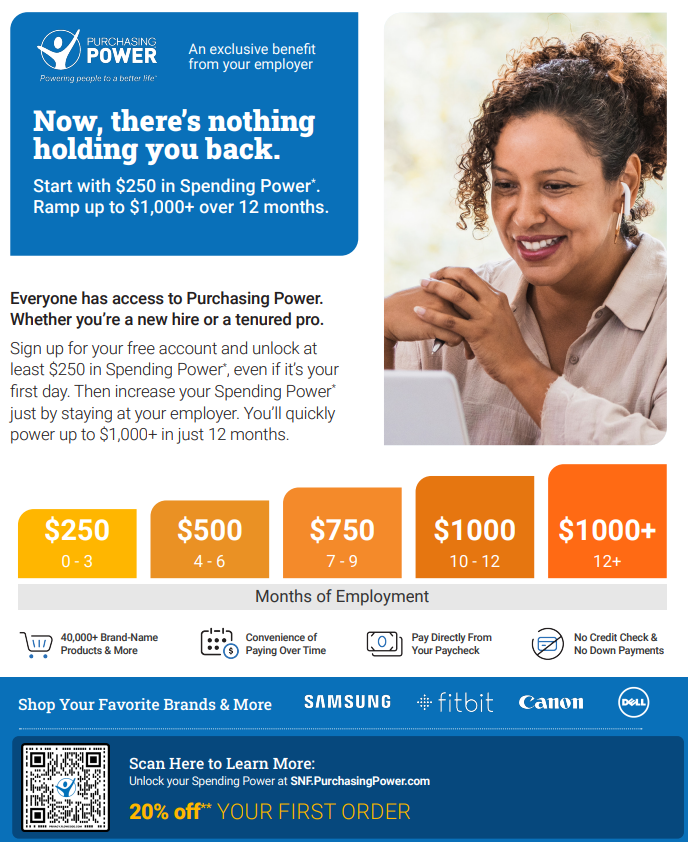 PURCHASING
POWER
Powering people to a better life™
An exclusive benefit
from your employer
Now, there's nothing
holding you back.
Start with $250 in Spending Power*.
Ramp up to $1,000+ over 12 months.
Everyone has access to Purchasing Power.
Whether you're a new hire or a tenured pro.
Sign up for your free account and unlock at
least $250 in Spending Power*, even if it's your
first day. Then increase your Spending Power*
just by staying at your employer. You'll quickly
power up to $1,000+ in just 12 months.
$250
0 - 3
$500
4 - 6
$750
7 - 9
$1000
10 - 12
$1000+
12+
Months of Employment
40,000+ Brand-Name
Products & More
Convenience of
Paying Over Time
Pay Directly From
Your Paycheck
No Credit Check &
No Down Payments
Shop Your Favorite Brands & More
SAMSUNG
fitbit
Canon
DELL
Scan Here to Learn More:
Unlock your Spending Power at SNF.PurchasingPower.com
20% off** YOUR FIRST ORDER